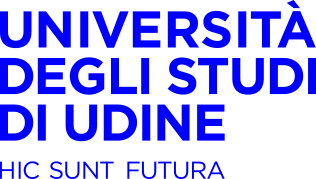 UNIVERSITÀ
DEGLI STUDI
DI UDINE
HIC SUNT FUTURA